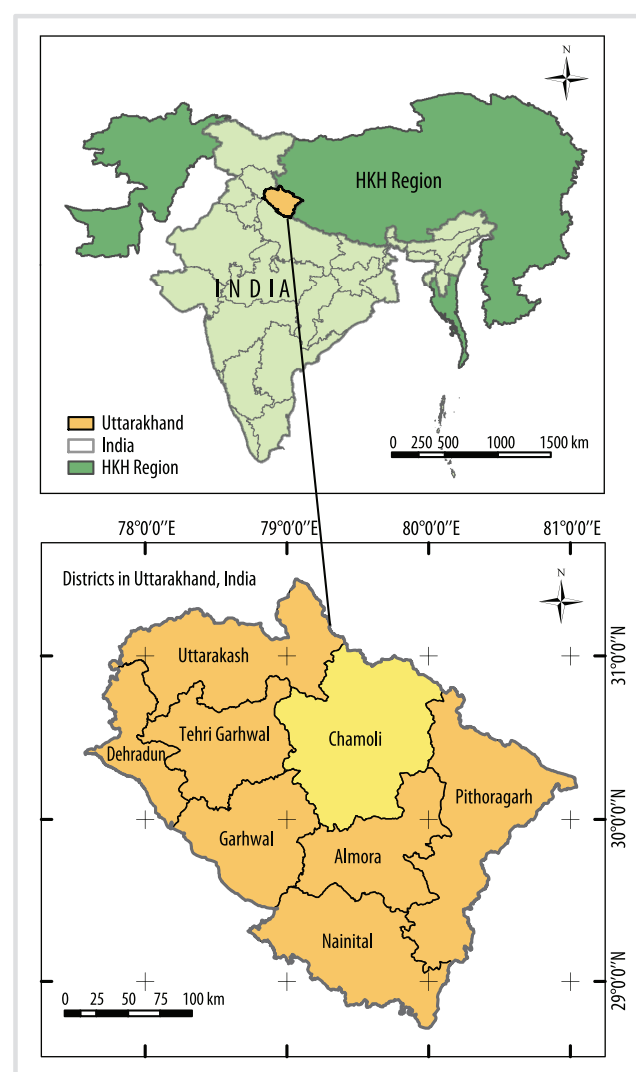 N
HKH Region
INDIA
Uttarakhand
India
HKH Region
0 250 500 1000 1500 km
78°0'0"E 79°0'0"E 80°0'0"E 81°0'0"E
Districts in Uttarakhand, India
N
Uttarakash
31°0'0"N
Tehri Garhwal
Chamoli
Dehradun
Pithoragarh
30°0'0"N
Garhwal
Almora
Nainital
29°0'0"N
0 25 50 75 100 km